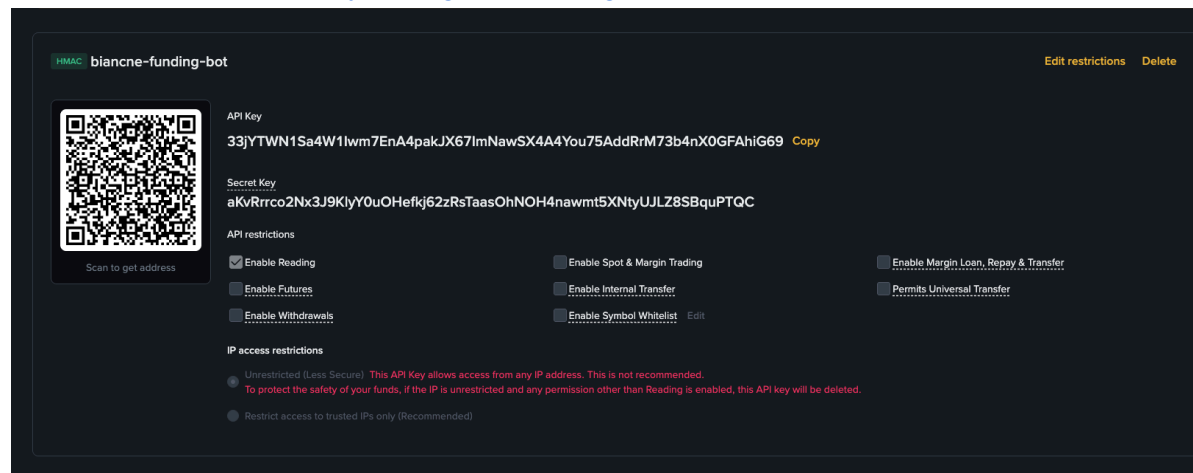 HMAC biancne-funding-bot
Edit restrictions Delete
API Key
33jYTWN1Sa4W1lwm7EnA4pakJX67ImNawSX4A4You75AddRrM73b4nX0GFAhiG69 Copy
Secret Key
aKvRrrco2Nx3J9KlyY0uOHefkj62zRsTaasOhNOH4nawmt5XNtyUJLZ8SBquPTQC
Scan to get address
API restrictions
Enable Reading Enable Spot & Margin Trading Enable Margin Loan, Repay & Transfer
Enable Futures Enable Internal Transfer Permits Universal Transfer
Enable Withdrawals Enable Symbol Whitelist Edit
IP access restrictions
Unrestricted (Less Secure) This API Key allows access from any IP address. This is not recommended.
To protect the safety of your funds, if the IP is unrestricted and any permission other than Reading is enabled, this API key will be deleted.
Restrict access to trusted IPs only (Recommended)